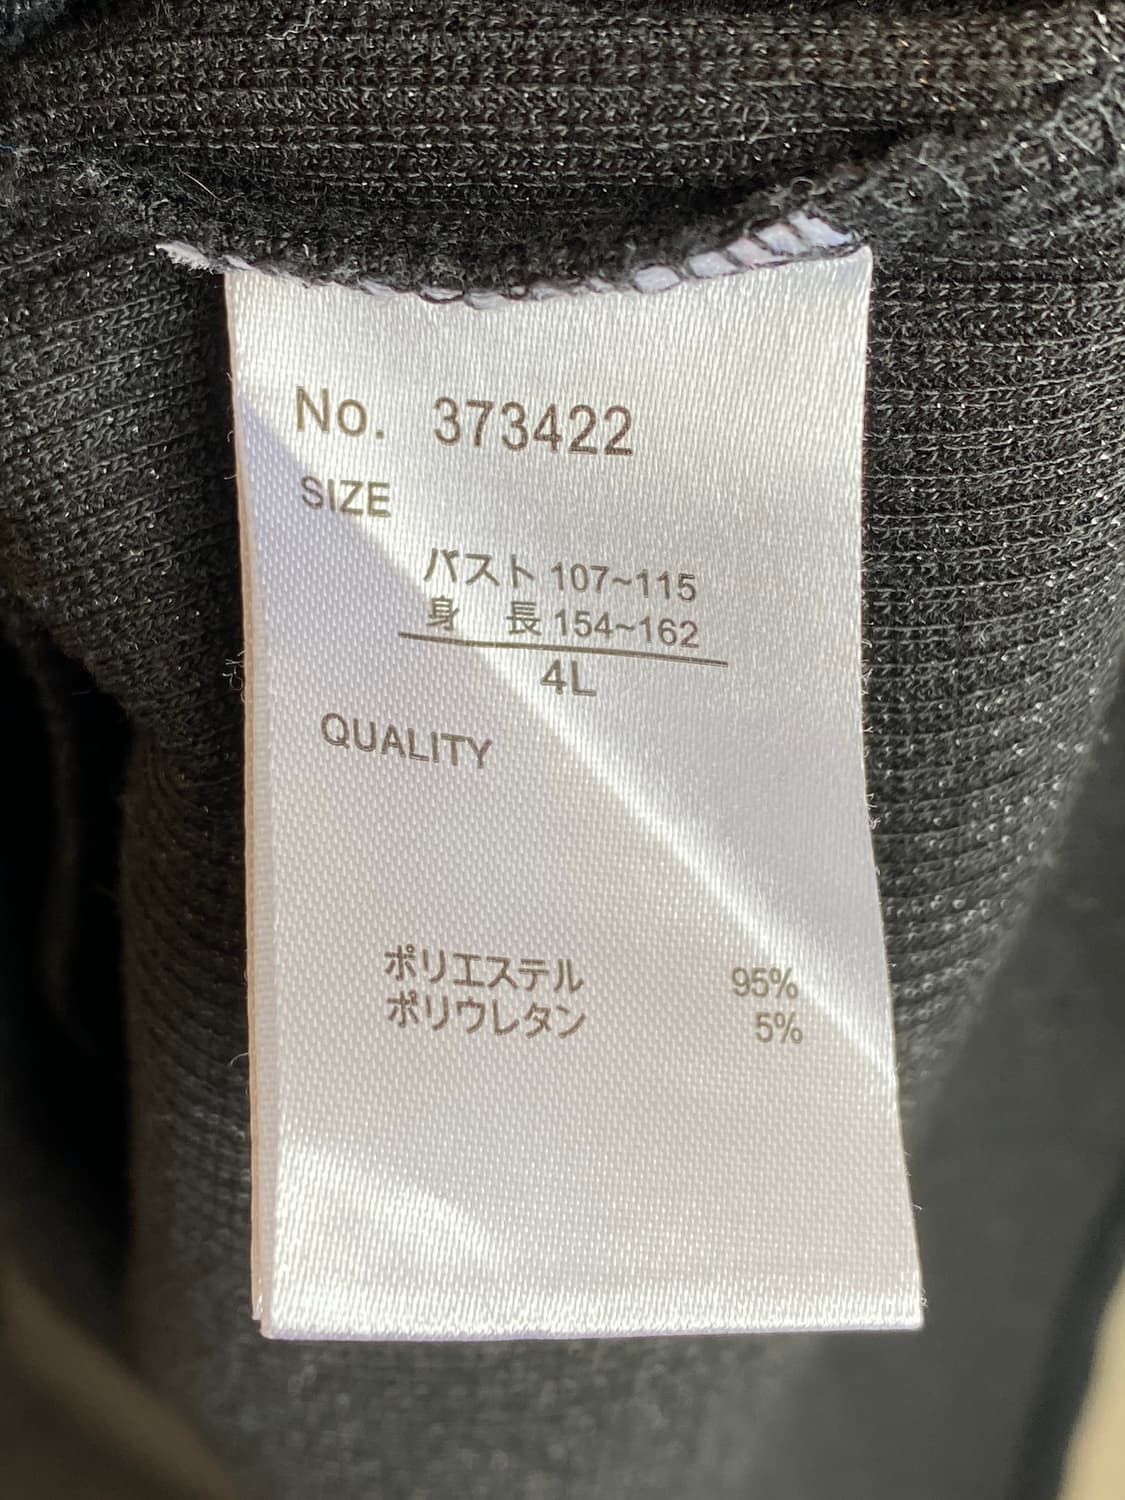 No. 373422
SIZE
バスト 107~115
身 長 154~162
4L
QUALITY
ポリエステル 95%
ポリウレタン 5%